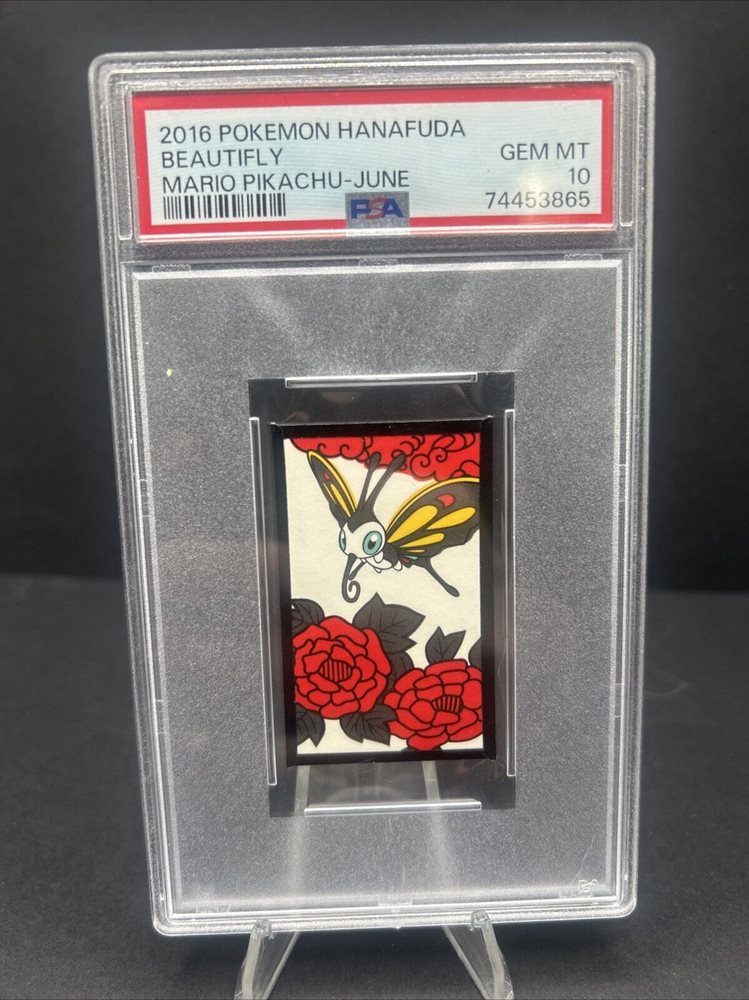 2016 POKEMON HANAFUDA
BEAUTIFLY
GEM MT
MARIO PIKACHU-JUNE
10
PSA
74453865